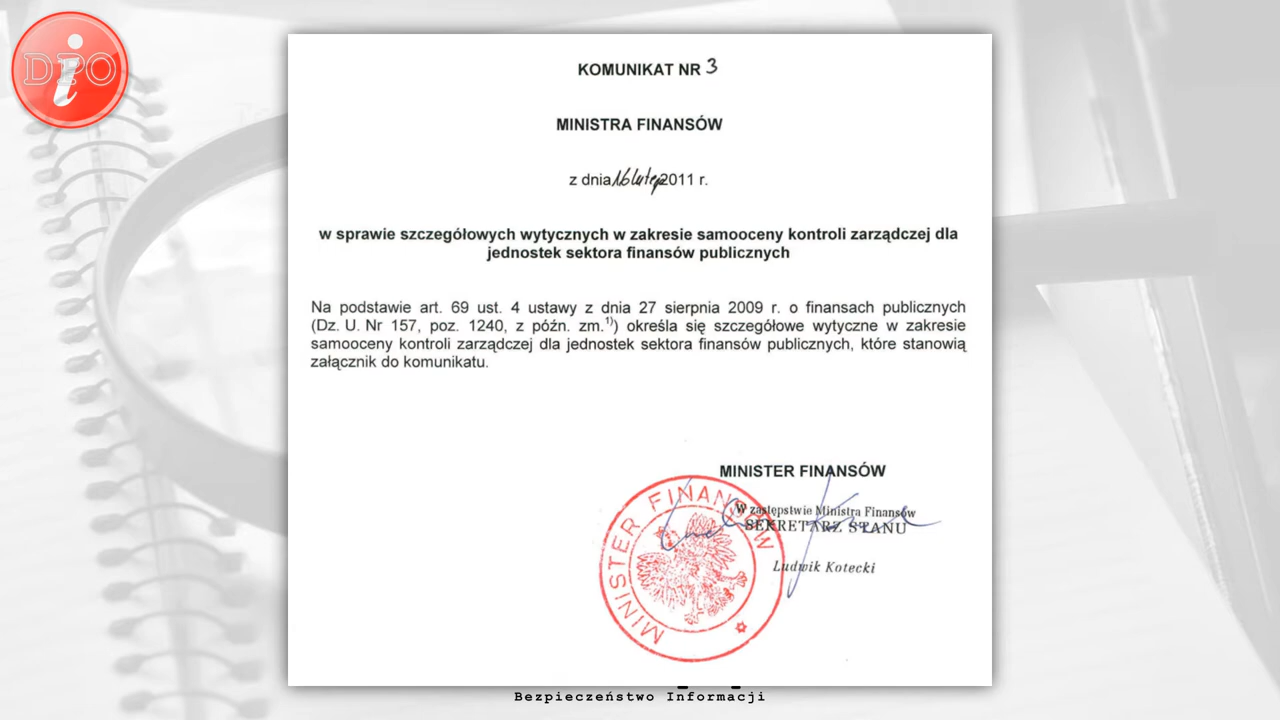 DPO
i
KOMUNIKAT NR 3
MINISTRA FINANSÓW
z dnia 16 lutego 2011 r.
w sprawie szczegółowych wytycznych w zakresie samooceny kontroli zarządczej dla
jednostek sektora finansów publicznych
Na podstawie art. 69 ust. 4 ustawy z dnia 27 sierpnia 2009 r. o finansach publicznych
(Dz. U. Nr 157, poz. 1240, z późn. zm.1)) określa się szczegółowe wytyczne w zakresie
samooceny kontroli zarządczej dla jednostek sektora finansów publicznych, które stanowią
załącznik do komunikatu.
MINISTER FINANSÓW
W zastępstwie Ministra Finansów
SEKRETARZ STANU
Ludwik Kotecki
MINISTER FINANSÓW
Bezpieczeństwo Informacji